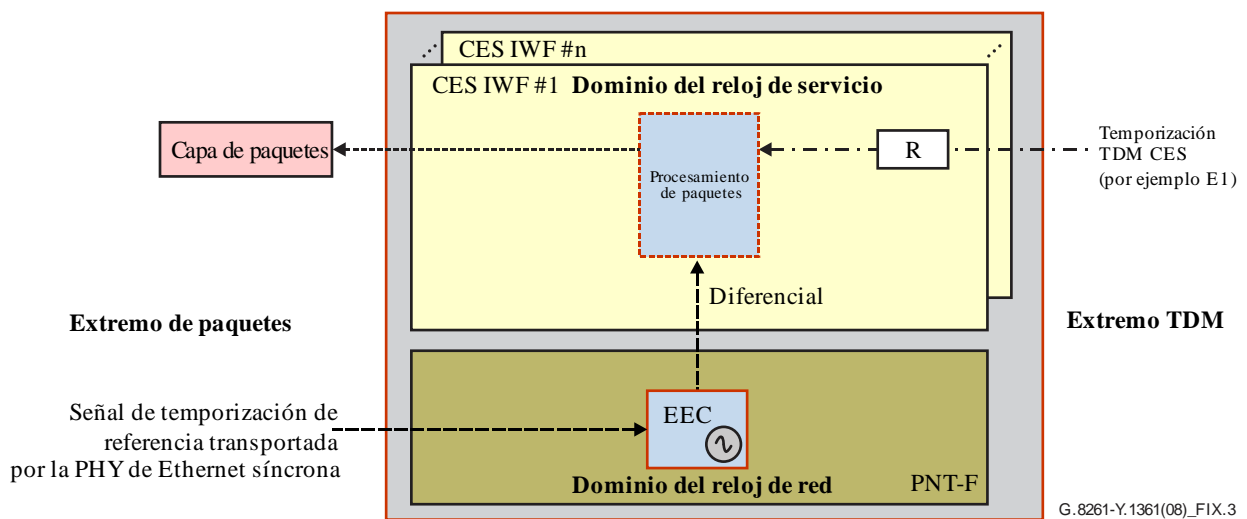 CES IWF #n
CES IWF #1 Dominio del reloj de servicio
Capa de paquetes
Procesamiento
de paquetes
R
Temporización
TDM CES
(por ejemplo E1)
Diferencial
Extremo de paquetes
Extremo TDM
Señal de temporización de
referencia transportada
por la PHY de Ethernet síncrona
EEC
Dominio del reloj de red
PNT-F
G.8261-Y.1361(08)_FIX.3